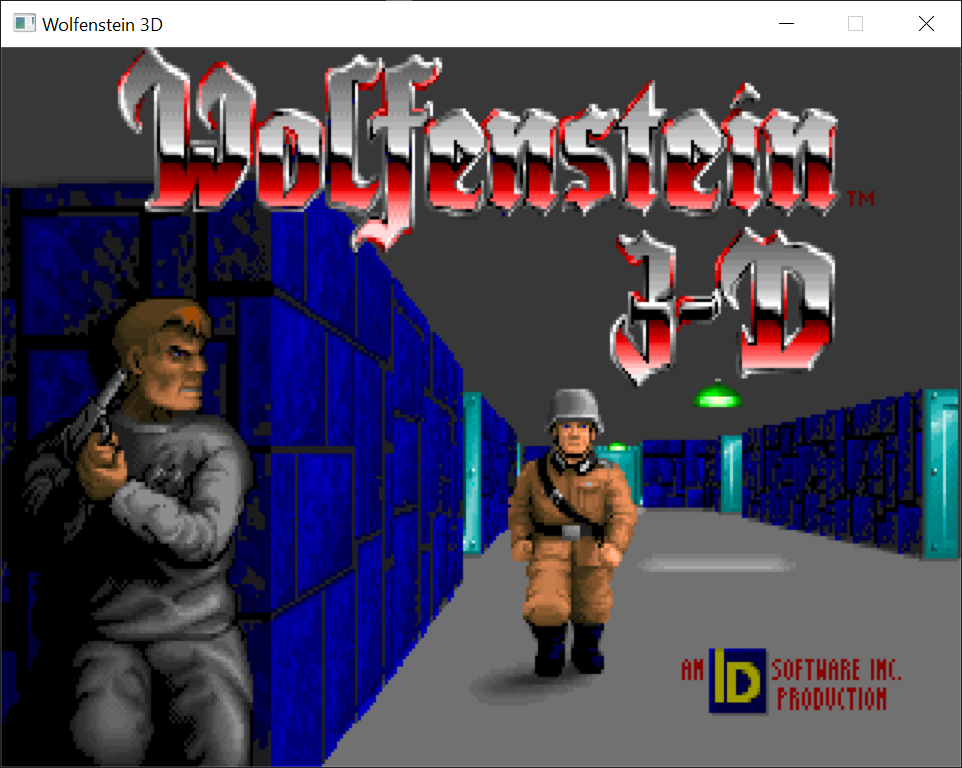 Wolfenstein 3D
Wolfenstein TM
3-D
AN ID SOFTWARE INC.
PRODUCTION